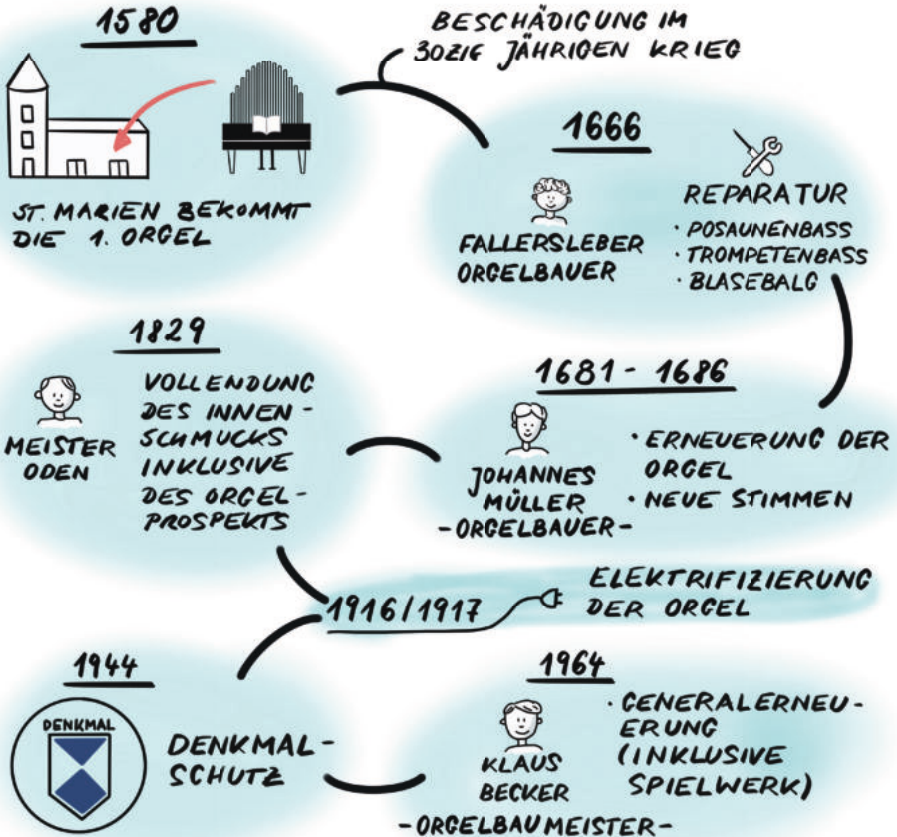 1580
ST. MARIEN BEKOMMT
DIE 1. ORGEL
BESCHÄDIGUNG IM
30ZIG JÄHRIGEN KRIEG
1666
FALLERSLEBER
ORGELBAUER
REPARATUR
· POSAUNENBASS
· TROMPETENBASS
· BLASEBALG
1681 - 1686
JOHANNES
MÜLLER
- ORGELBAUER -
· ERNEUERUNG DER
ORGEL
· NEUE STIMMEN
1829
MEISTER
ODEN
VOLLENDUNG
DES INNEN-
SCHMUCKS
INKLUSIVE
DES ORGEL-
PROSPEKTS
1916/1917
ELEKTRIFIZIERUNG
DER ORGEL
1944
DENKMAL
DENKMAL-
SCHUTZ
1964
KLAUS
BECKER
- ORGELBAUMEISTER -
· GENERALERNEU-
ERUNG
(INKLUSIVE
SPIELWERK)